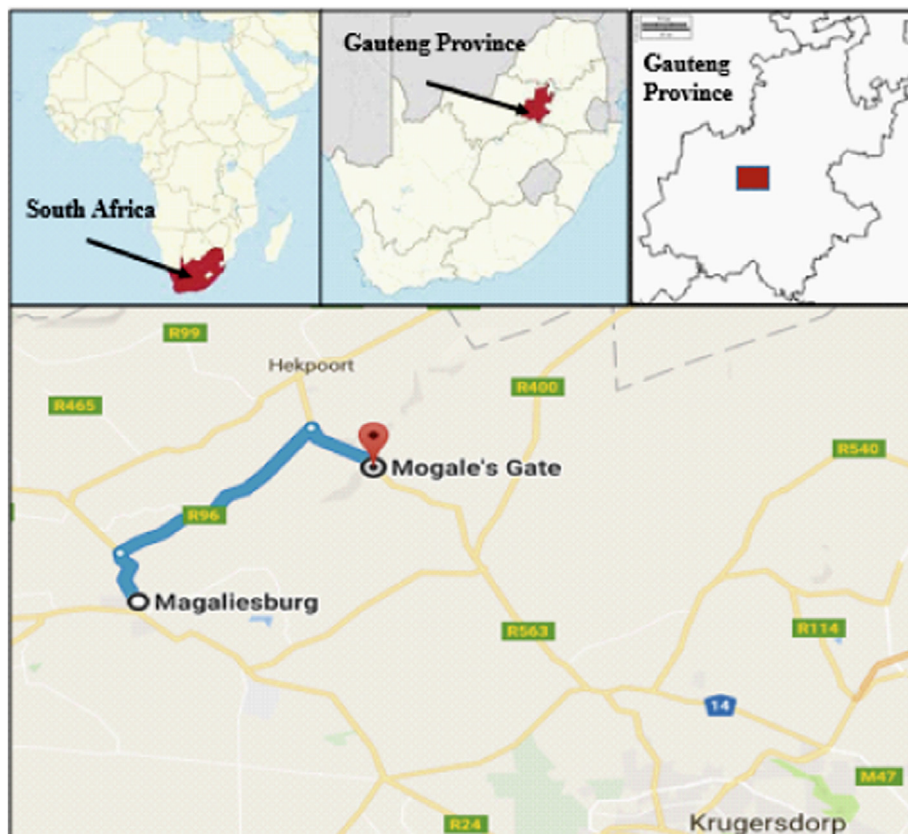 Gauteng Province
Gauteng
Province
South Africa
R99
Hekpoort
R465
R400
Mogale's Gate
R540
R96
Magaliesburg
R563
R114
14
M47
R24
Krugersdorp